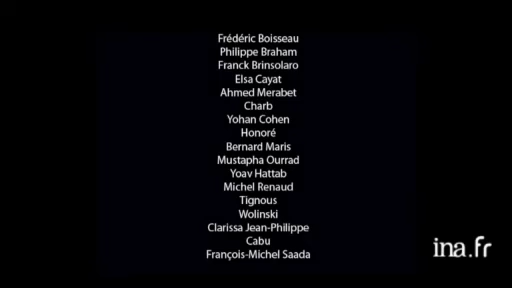 Frédéric Boisseau
Philippe Braham
Franck Brinsolaro
Elsa Cayat
Ahmed Merabet
Charb
Yohan Cohen
Honoré
Bernard Maris
Mustapha Ourrad
Yoav Hattab
Michel Renaud
Tignous
Wolinski
Clarissa Jean-Philippe
Cabu
François-Michel Saada
ina.fr